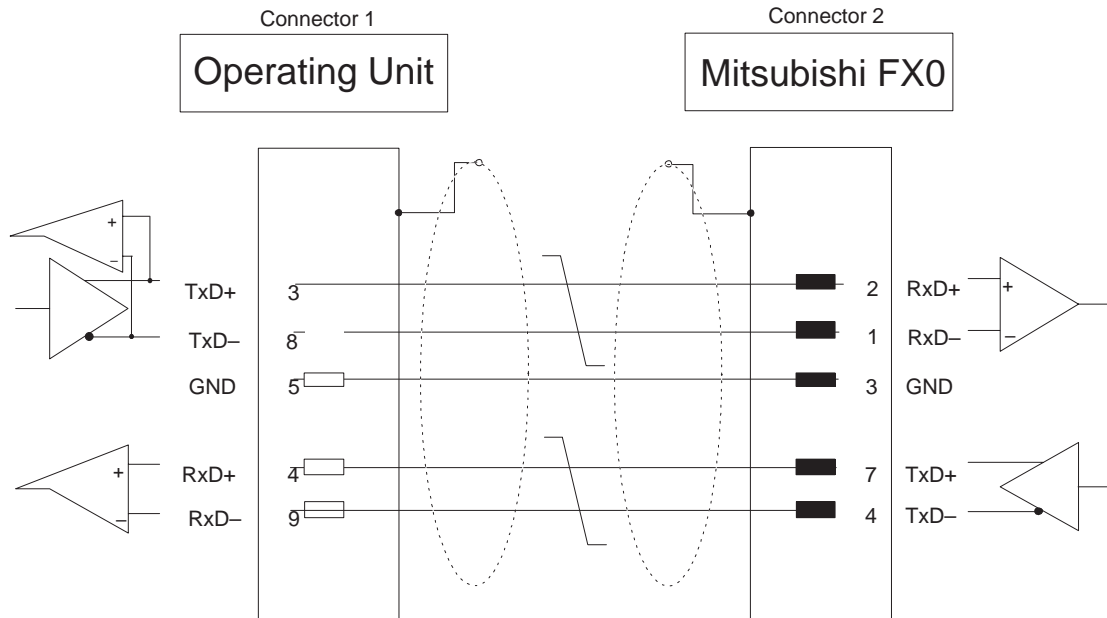 Connector 1
Connector 2
Operating Unit
Mitsubishi FX0
+
–
TxD+ 3 2 RxD+ +
TxD– 8 1 RxD– –
GND 5 3 GND
+ RxD+ 4 7 TxD+
– RxD– 9 4 TxD–